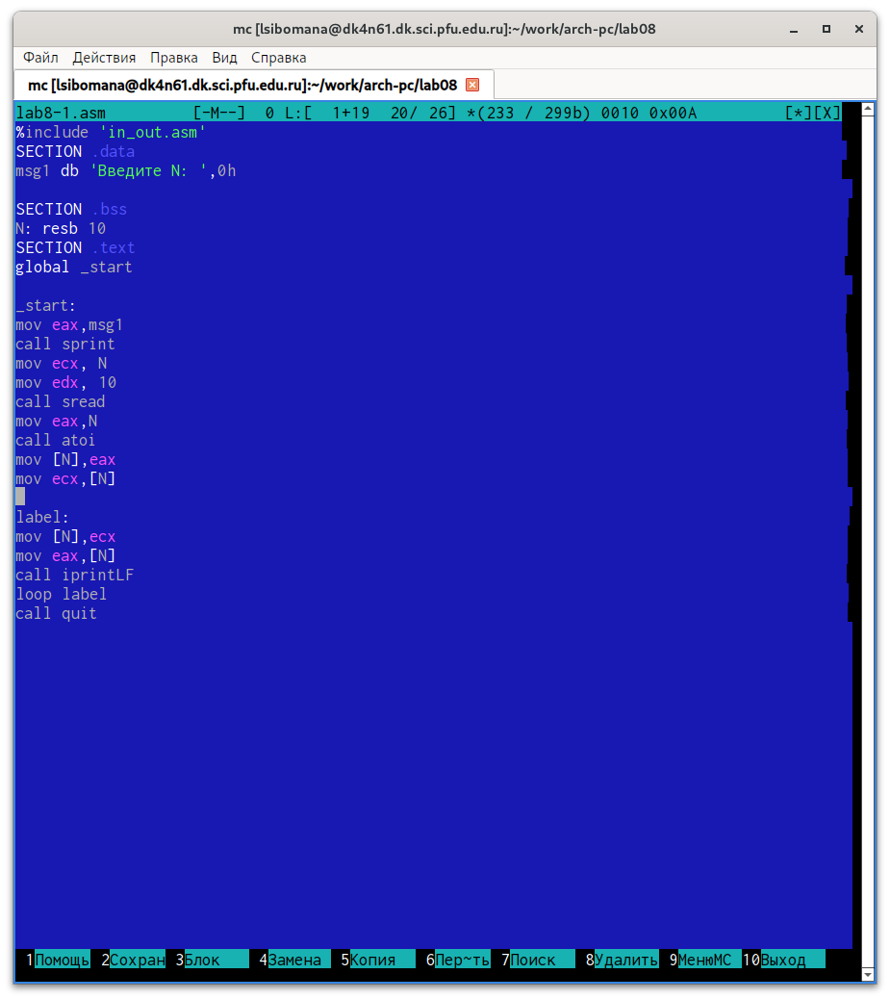 mc [lsibomana@dk4n61.dk.sci.pfu.edu.ru]:~/work/arch-pc/lab08
Файл Действия Правка Вид Справка
mc [lsibomana@dk4n61.dk.sci.pfu.edu.ru]:~/work/arch-pc/lab08
lab8-1.asm [-M--] 0 L:[ 1+19 20/ 26] *(233 / 299b) 0010 0x00A [*][X]
%include 'in_out.asm'
SECTION .data
msg1 db 'Введите N: ',0h
SECTION .bss
N: resb 10
SECTION .text
global _start
_start:
mov eax,msg1
call sprint
mov ecx, N
mov edx, 10
call sread
mov eax,N
call atoi
mov [N],eax
mov ecx,[N]
label:
mov [N],ecx
mov eax,[N]
call iprintLF
loop label
call quit
1Помощь 2Сохран 3Блок 4Замена 5Копия 6Пер~ть 7Поиск 8Удалить 9МенюMC 10Выход